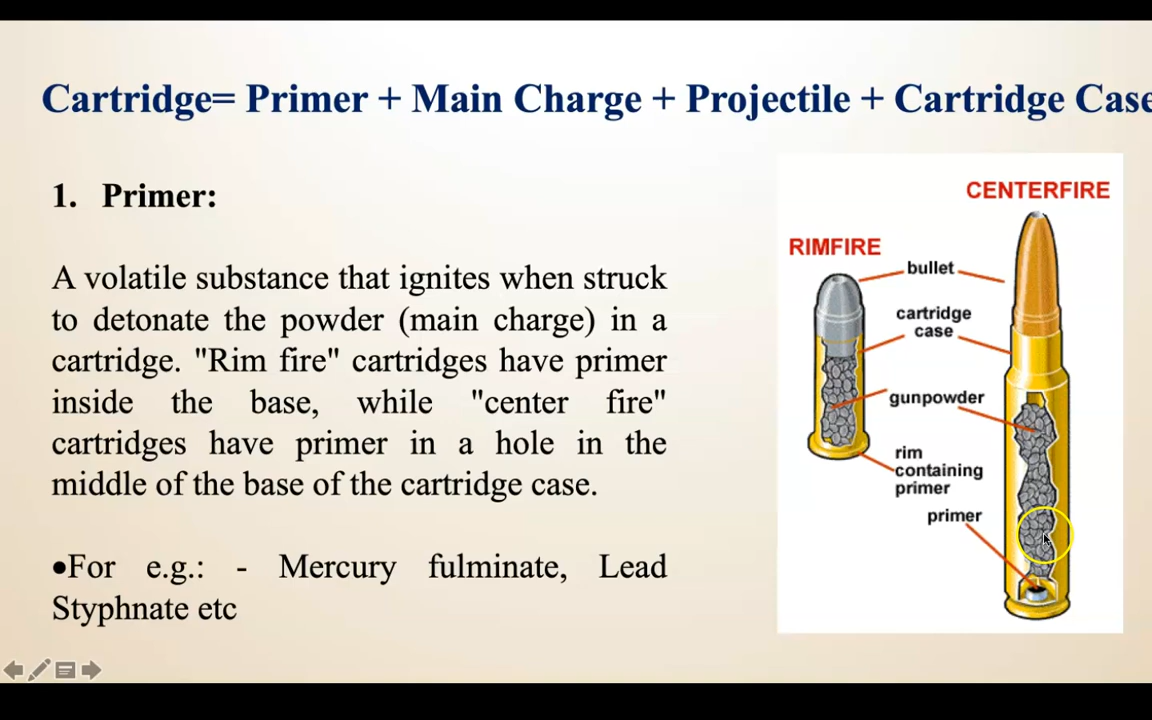 Cartridge= Primer + Main Charge + Projectile + Cartridge Case
1. Primer:
A volatile substance that ignites when struck
to detonate the powder (main charge) in a
cartridge. "Rim fire" cartridges have primer
inside the base, while "center fire"
cartridges have primer in a hole in the
middle of the base of the cartridge case.
•For e.g.: - Mercury fulminate, Lead
Styphnate etc
CENTERFIRE
RIMFIRE
bullet
cartridge
case
gunpowder
rim
containing
primer
primer